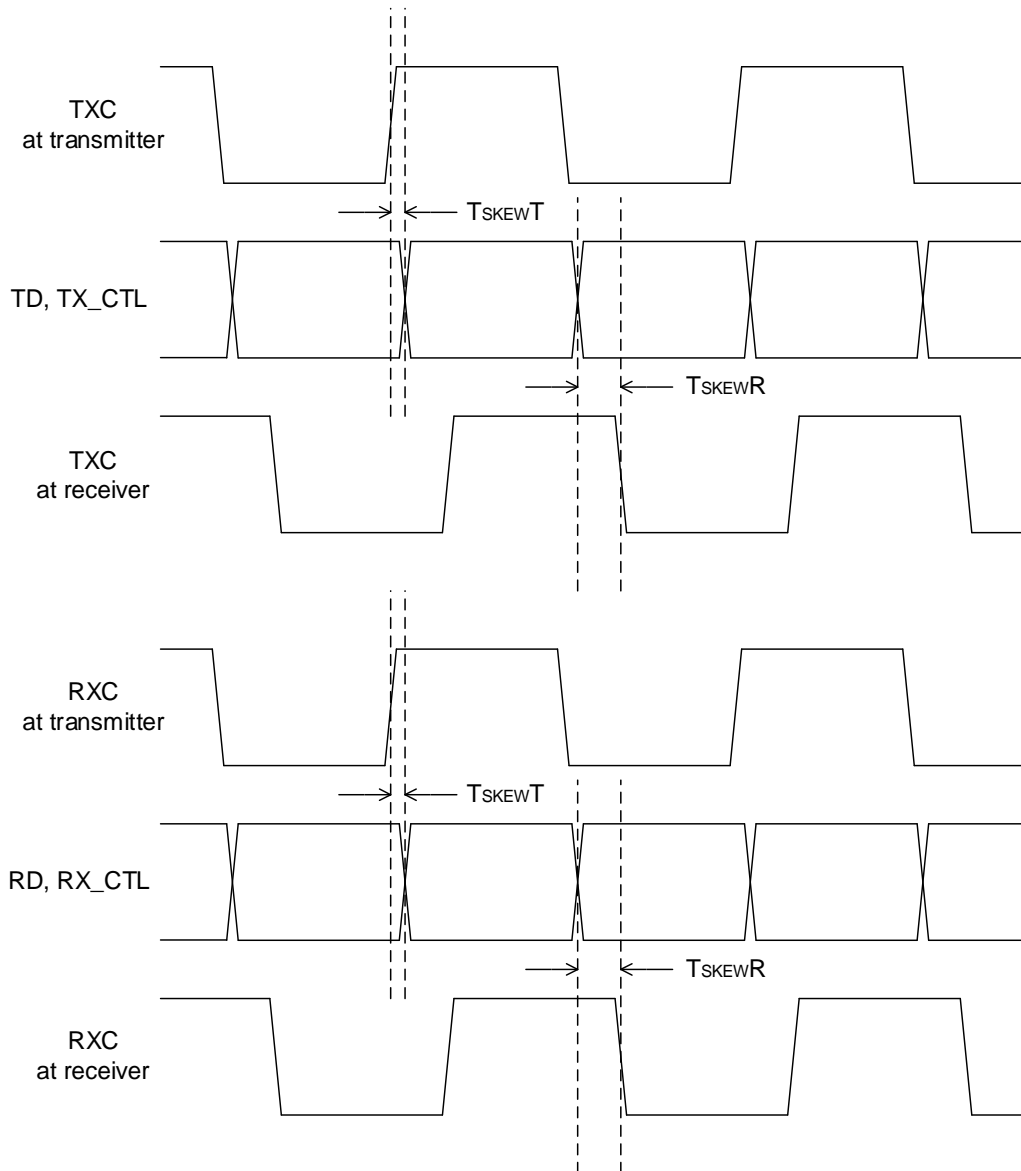 TXC
at transmitter
TSKEWT
TD, TX_CTL
TSKEWR
TXC
at receiver
RXC
at transmitter
TSKEWT
RD, RX_CTL
TSKEWR
RXC
at receiver